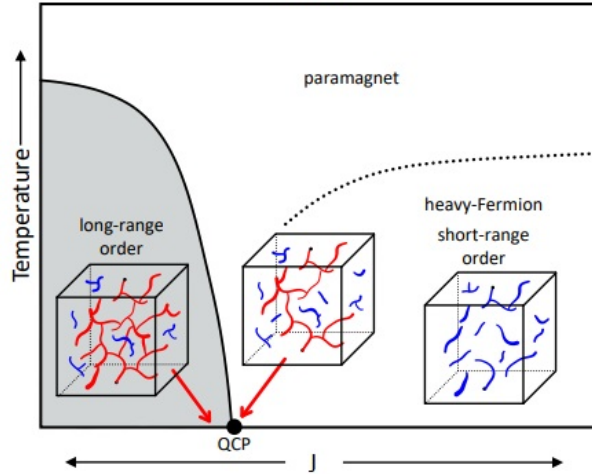 paramagnet
Temperature
long-range
order
heavy-Fermion
short-range
order
QCP
J